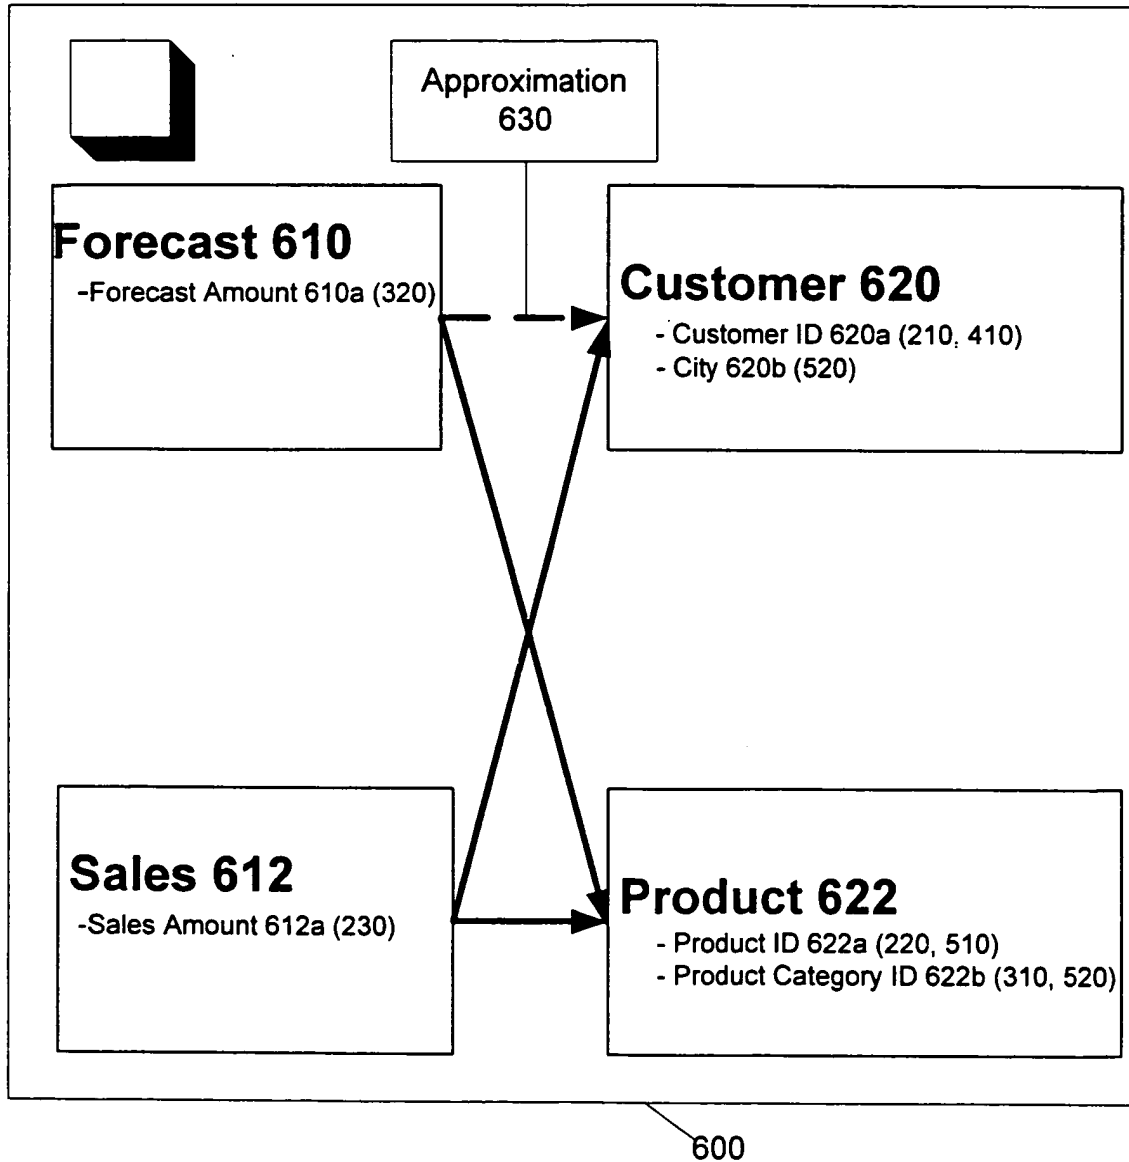 Approximation
630
Forecast 610
-Forecast Amount 610a (320)
Customer 620
- Customer ID 620a (210, 410)
- City 620b (520)
Sales 612
-Sales Amount 612a (230)
Product 622
- Product ID 622a (220, 510)
- Product Category ID 622b (310, 520)
600